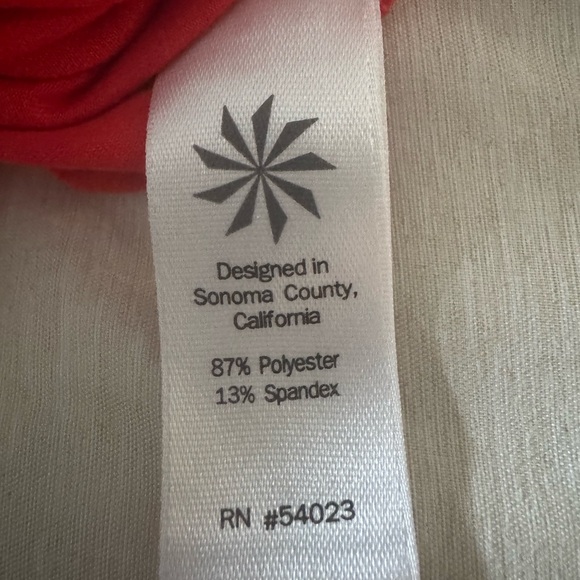 Designed in
Sonoma County,
California
87% Polyester
13% Spandex
RN #54023